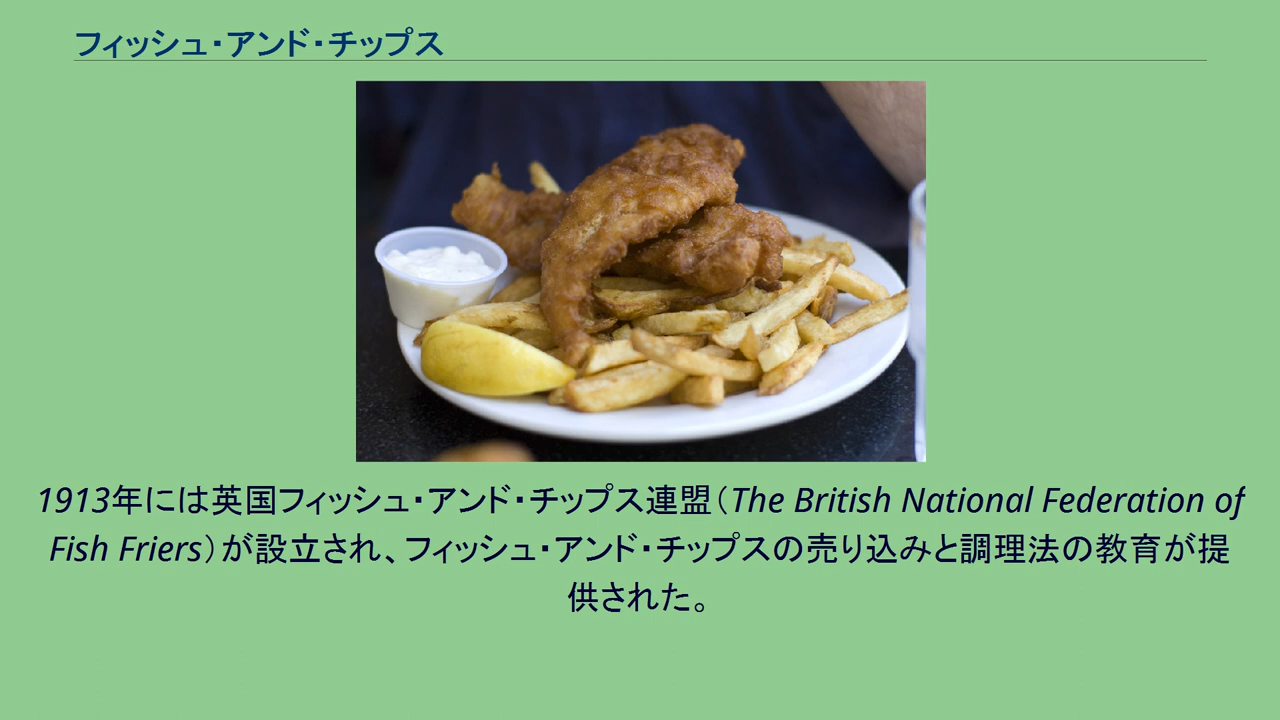 フィッシュ・アンド・チップス
1913年には英国フィッシュ・アンド・チップス連盟（The British National Federation of
Fish Friers）が設立され、フィッシュ・アンド・チップスの売り込みと調理法の教育が提
供された。